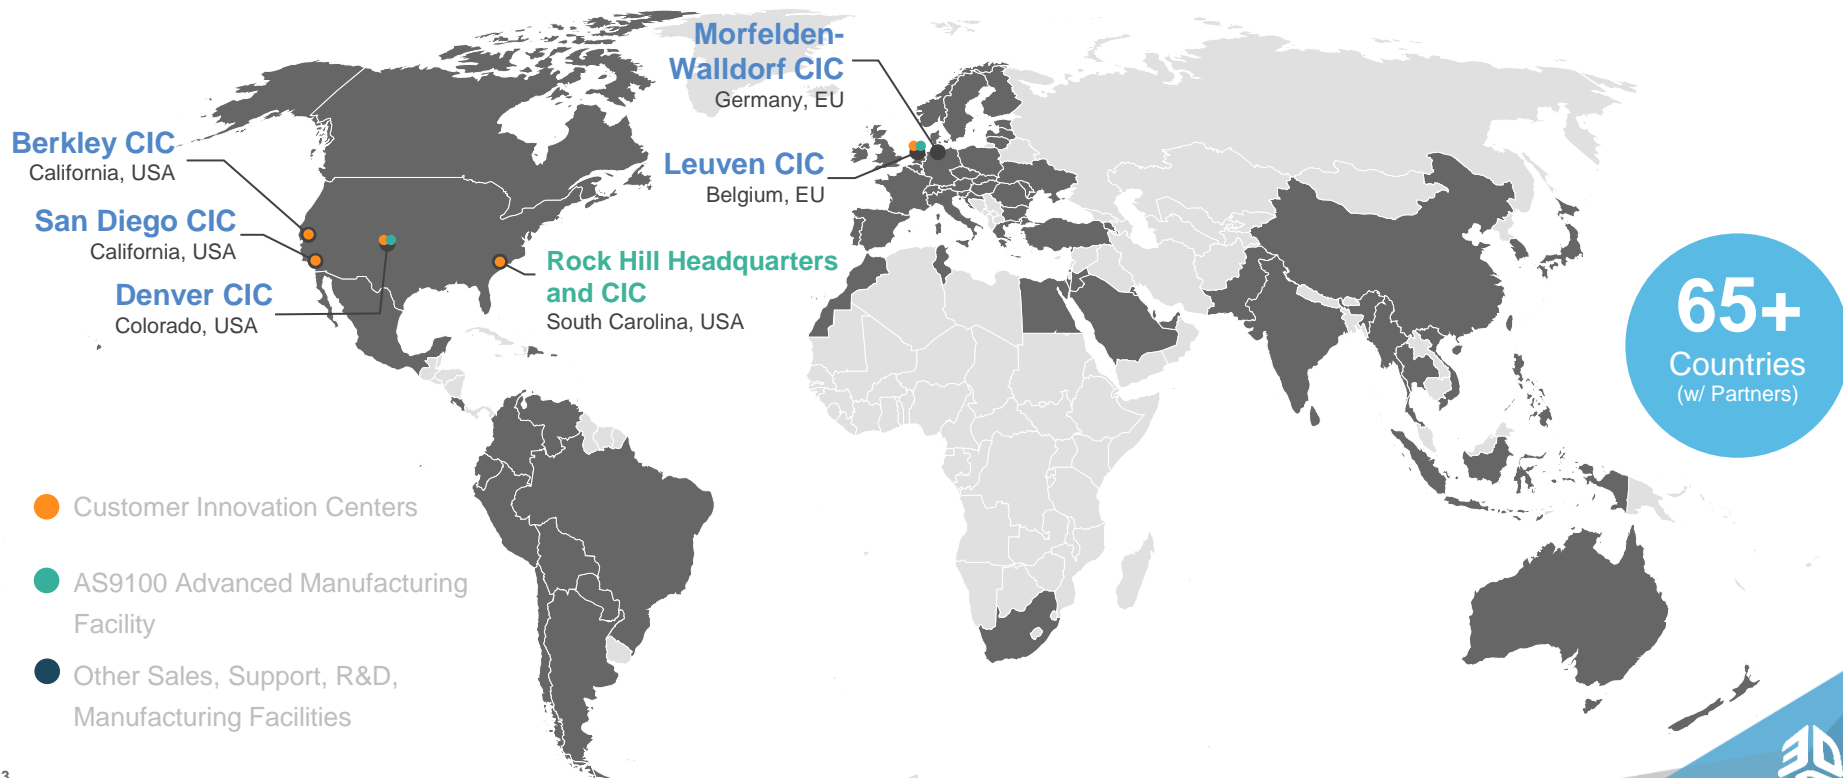 Morfelden-
Walldorf CIC
Germany, EU
Berkley CIC
California, USA
Leuven CIC
Belgium, EU
San Diego CIC
California, USA
Rock Hill Headquarters
and CIC
South Carolina, USA
Denver CIC
Colorado, USA
65+
Countries
(w/ Partners)
Customer Innovation Centers
AS9100 Advanced Manufacturing
Facility
Other Sales, Support, R&D,
Manufacturing Facilities
3
3D